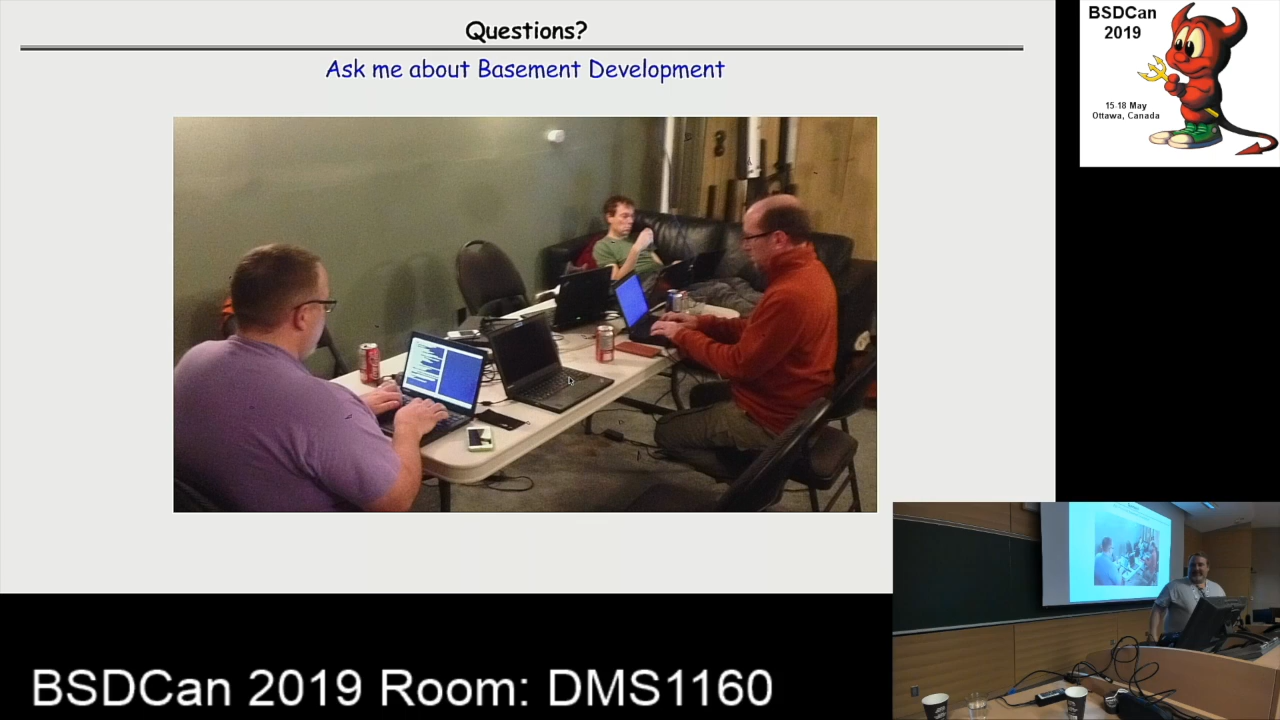 Questions?
Ask me about Basement Development
BSDCan
2019
15-18 May
Ottawa, Canada
BSDCan 2019 Room: DMS1160